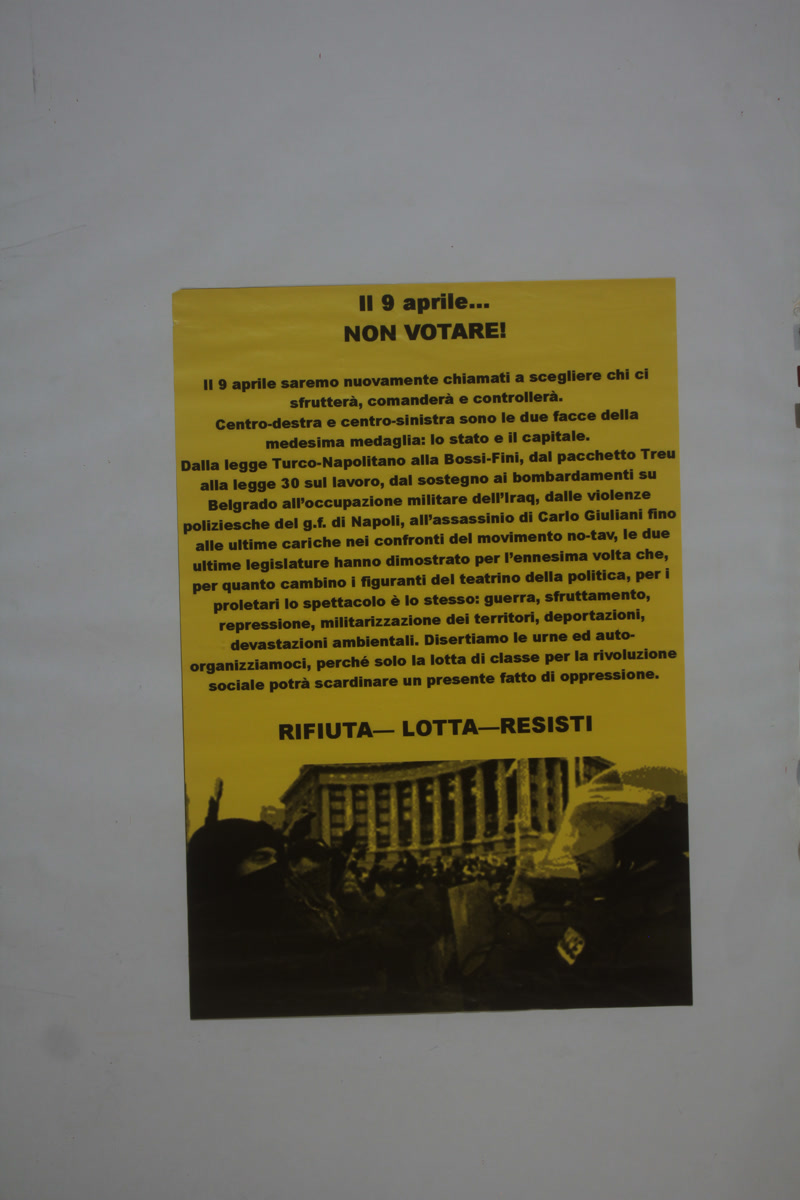 Il 9 aprile...
NON VOTARE!
Il 9 aprile saremo nuovamente chiamati a scegliere chi ci
sfrutterà, comanderà e controllerà.
Centro-destra e centro-sinistra sono le due facce della
medesima medaglia: lo stato e il capitale.
Dalla legge Turco-Napolitano alla Bossi-Fini, dal pacchetto Treu
alla legge 30 sul lavoro, dal sostegno ai bombardamenti su
Belgrado all'occupazione militare dell'Iraq, dalle violenze
poliziesche del g.f. di Napoli, all'assassinio di Carlo Giuliani fino
alle ultime cariche nei confronti del movimento no-tav, le due
ultime legislature hanno dimostrato per l'ennesima volta che,
per quanto cambino i figuranti del teatrino della politica, per i
proletari lo spettacolo è lo stesso: guerra, sfruttamento,
repressione, militarizzazione dei territori, deportazioni,
devastazioni ambientali. Disertiamo le urne ed auto-
organizziamoci, perché solo la lotta di classe per la rivoluzione
sociale potrà scardinare un presente fatto di oppressione.
RIFIUTA— LOTTA—RESISTI